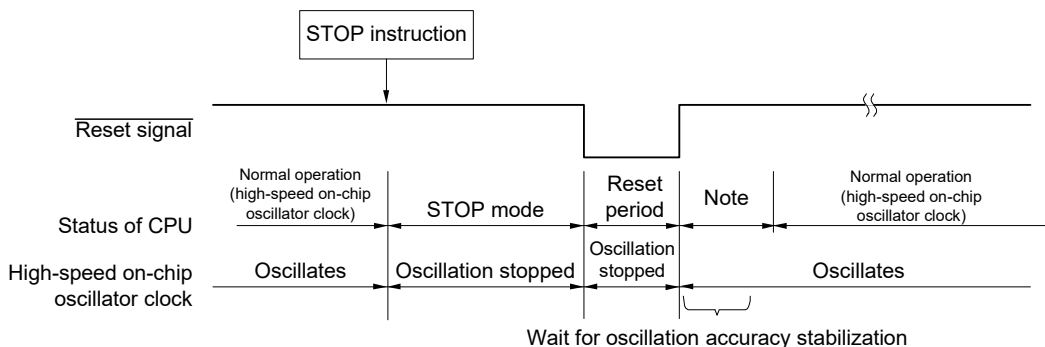 STOP instruction
Reset signal
Normal operation
(high-speed on-chip
oscillator clock)
STOP mode
Reset
period
Note
Normal operation
(high-speed on-chip
oscillator clock)
Status of CPU
High-speed on-chip
oscillator clock
Oscillates
Oscillation stopped
Oscillation
stopped
Oscillates
Wait for oscillation accuracy stabilization